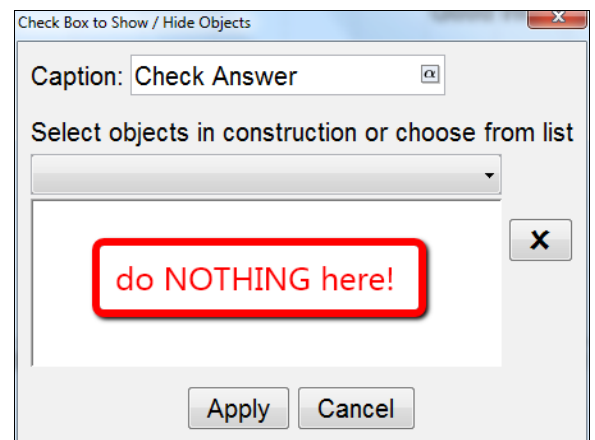 Check Box to Show / Hide Objects
Caption: Check Answer α
Select objects in construction or choose from list
do NOTHING here!
Apply Cancel